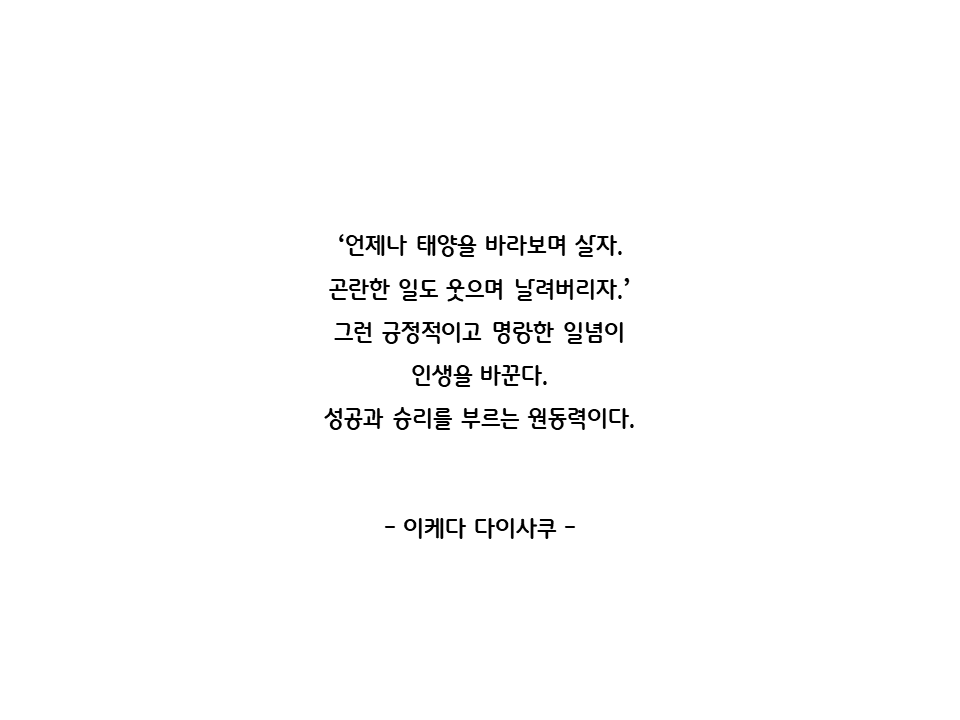 ‘언제나 태양을 바라보며 살자.
곤란한 일도 웃으며 날려버리자.’
그런 긍정적이고 명랑한 일념이
인생을 바꾼다.
성공과 승리를 부르는 원동력이다.
- 이케다 다이사쿠 -